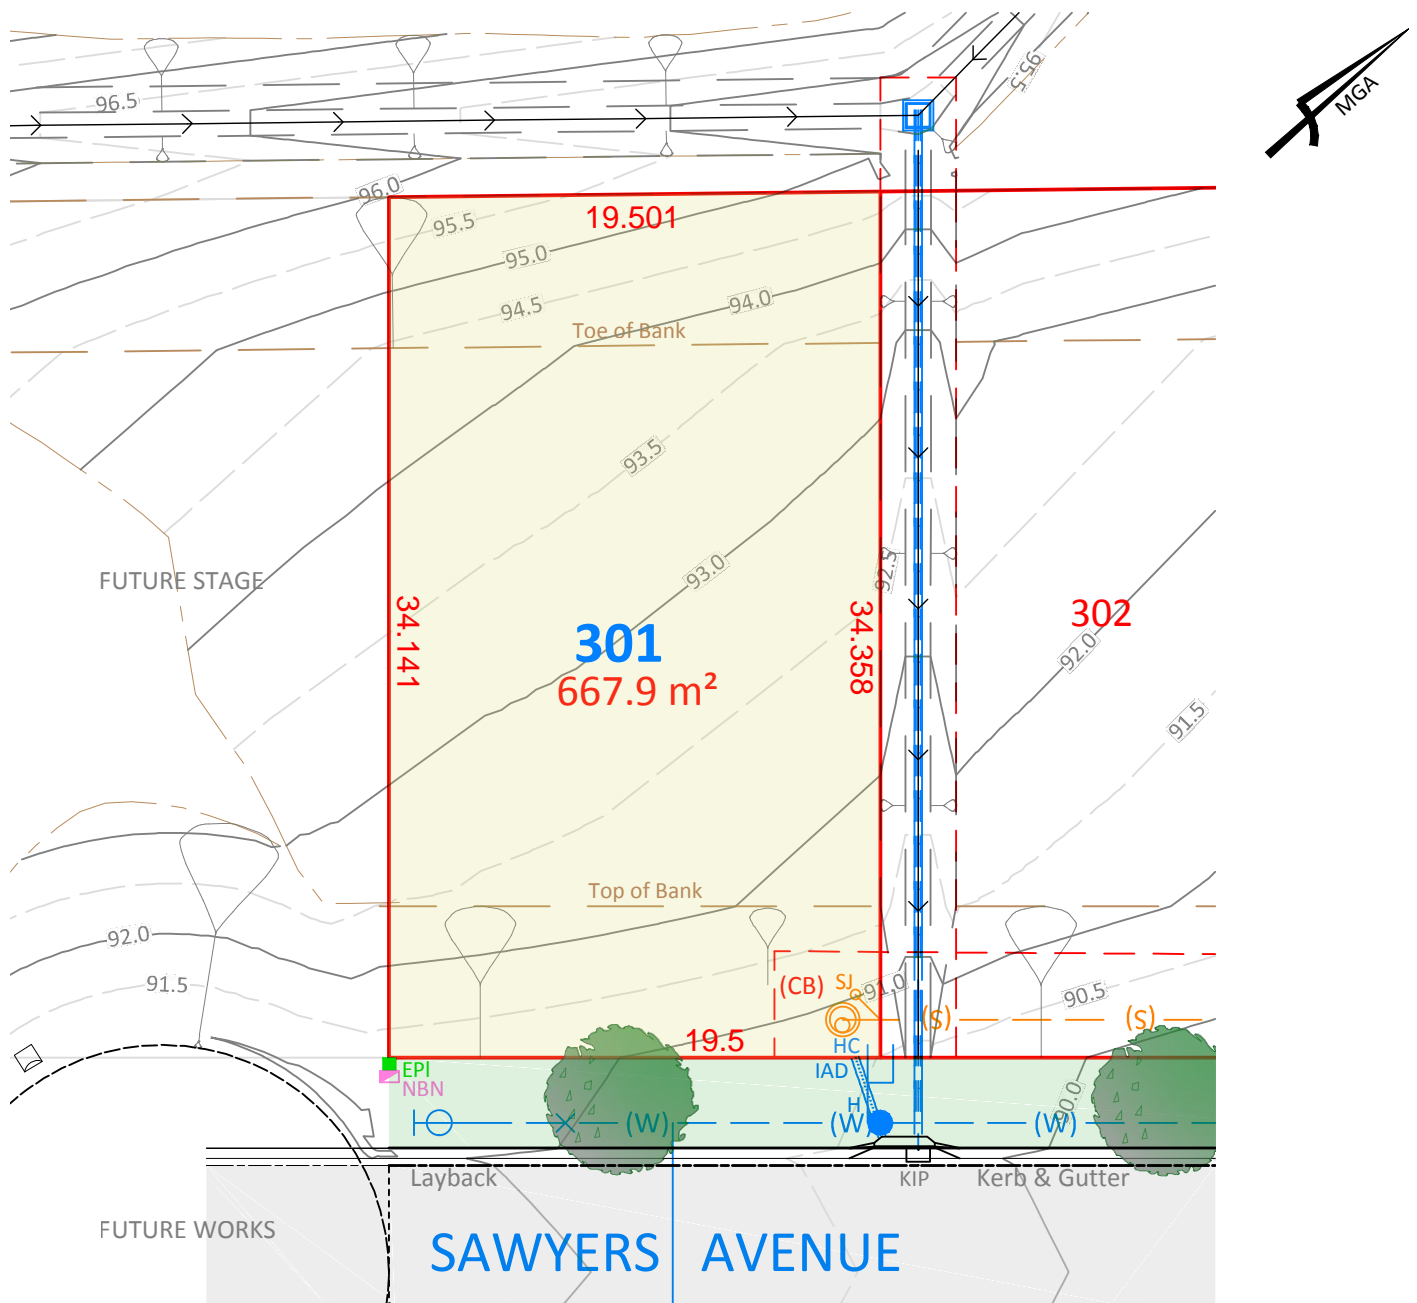 95.5
MGA
96.5
96.0
19.501
95.5
95.0
94.5
94.0
Toe of Bank
93.5
93.0
92.5
FUTURE STAGE
34.141
34.358
301
667.9 m²
302
92.0
91.5
Top of Bank
92.0
91.5
(CB)
SJ
91.0
90.5
(S)
(S)
19.5
HC
EPI
NBN
IAD
H
90.0
(W)
(W)
(W)
Layback
KIP
Kerb & Gutter
FUTURE WORKS
SAWYERS AVENUE